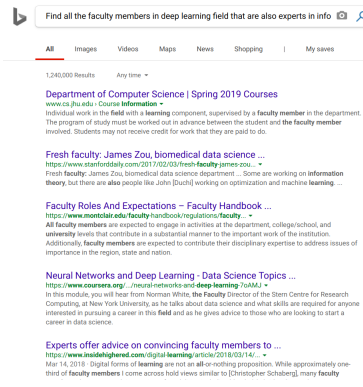 Find all the faculty members in deep learning field that are also experts in info
All Images Videos Maps News Shopping | My saves
1,240,000 Results Any time
Department of Computer Science | Spring 2019 Courses
www.cs.jhu.edu › Course Information
Individual work in the field with a learning component, supervised by a faculty member in the department.
The program of study must be worked out in advance between the student and the faculty member
involved. Students may not receive credit for work that they are paid to do.
Fresh faculty: James Zou, biomedical data science ...
https://www.stanforddaily.com/2017/02/03/fresh-faculty-james-zou...
Fresh faculty: James Zou, biomedical data science department ... Some are working on information
theory, but there are also people like John [Duchi] working on optimization and machine learning. ...
Faculty Roles And Expectations – Faculty Handbook ...
https://www.montclair.edu/faculty-handbook/regulations/faculty...
All faculty members are expected to engage in activities at the department, college/school, and
university levels that contribute in a substantial manner to the important work of the institution.
Additionally, faculty members are expected to contribute their disciplinary expertise to address issues of
importance in the region, state and nation.
Neural Networks and Deep Learning - Data Science Topics ...
https://www.coursera.org/.../neural-networks-and-deep-learning-7oAMJ
In this module, you will hear from Norman White, the Faculty Director of the Stern Centre for Research
Computing, at New York University, as he talks about data science and what skills are required for anyone
interested in pursuing a career in this field and as he gives advice to those who are looking to start a
career in data science.
Experts offer advice on convincing faculty members to ...
https://www.insidehighered.com/digital-learning/article/2018/03/14/...
Mar 14, 2018 · Digital forms of learning are not an all-or-nothing proposition. While approximately one-
third of faculty members I come across hold views similar to [Christopher Schaberg], many faculty